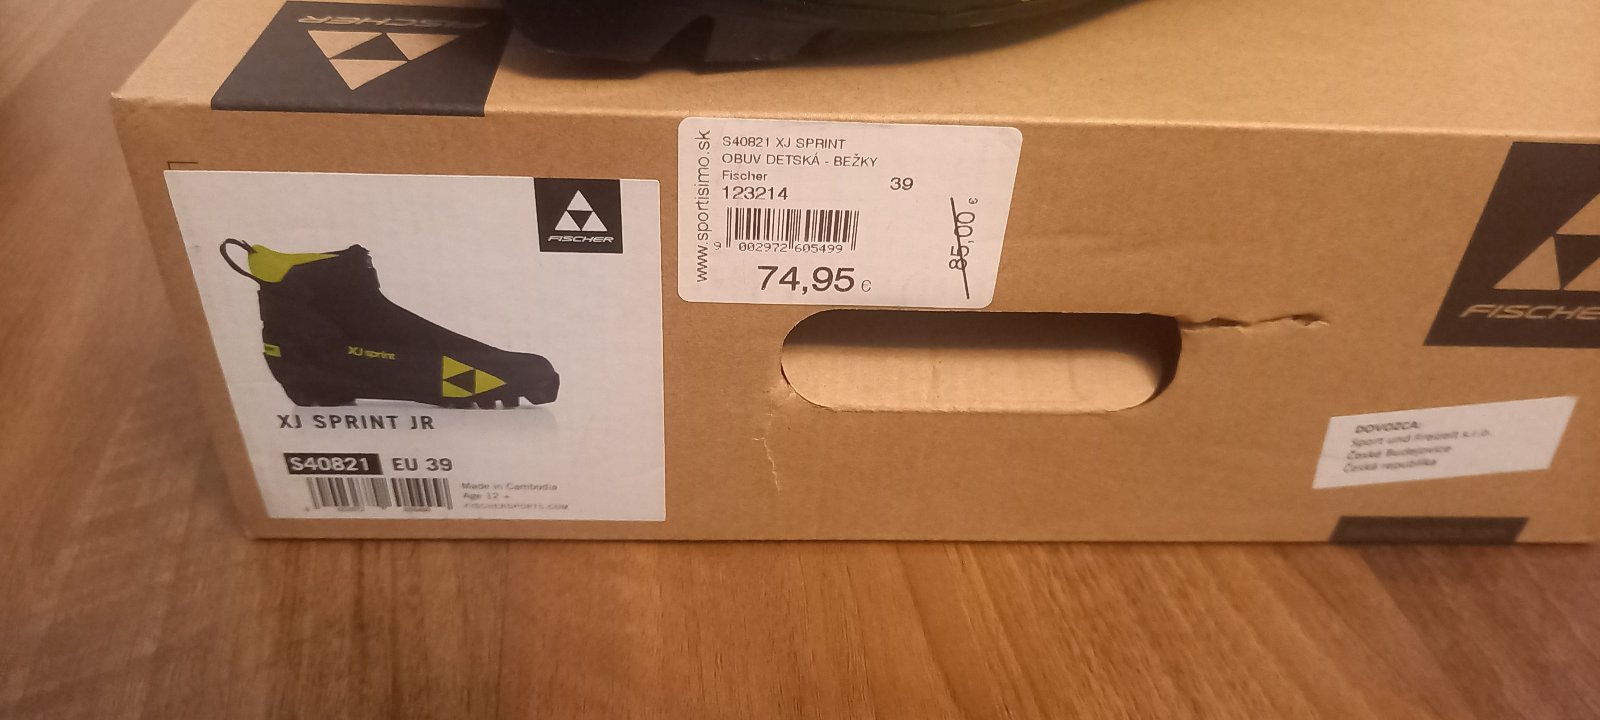 FISCHER
www.sportisimo.sk
S40821 XJ SPRINT
OBUV DETSKÁ - BEŽKY
Fischer
123214
39
9 002972 605499
85,00 €
74,95 €
FISCHER
XJ sprint
XJ SPRINT JR
S40821 EU 39
Made in Cambodia
Age 12 +
FISCHERSPORTS.COM
FISCHE
DOVOZCA:
Sport und Freizeit s.r.o.
České Budejovice
Česká republika